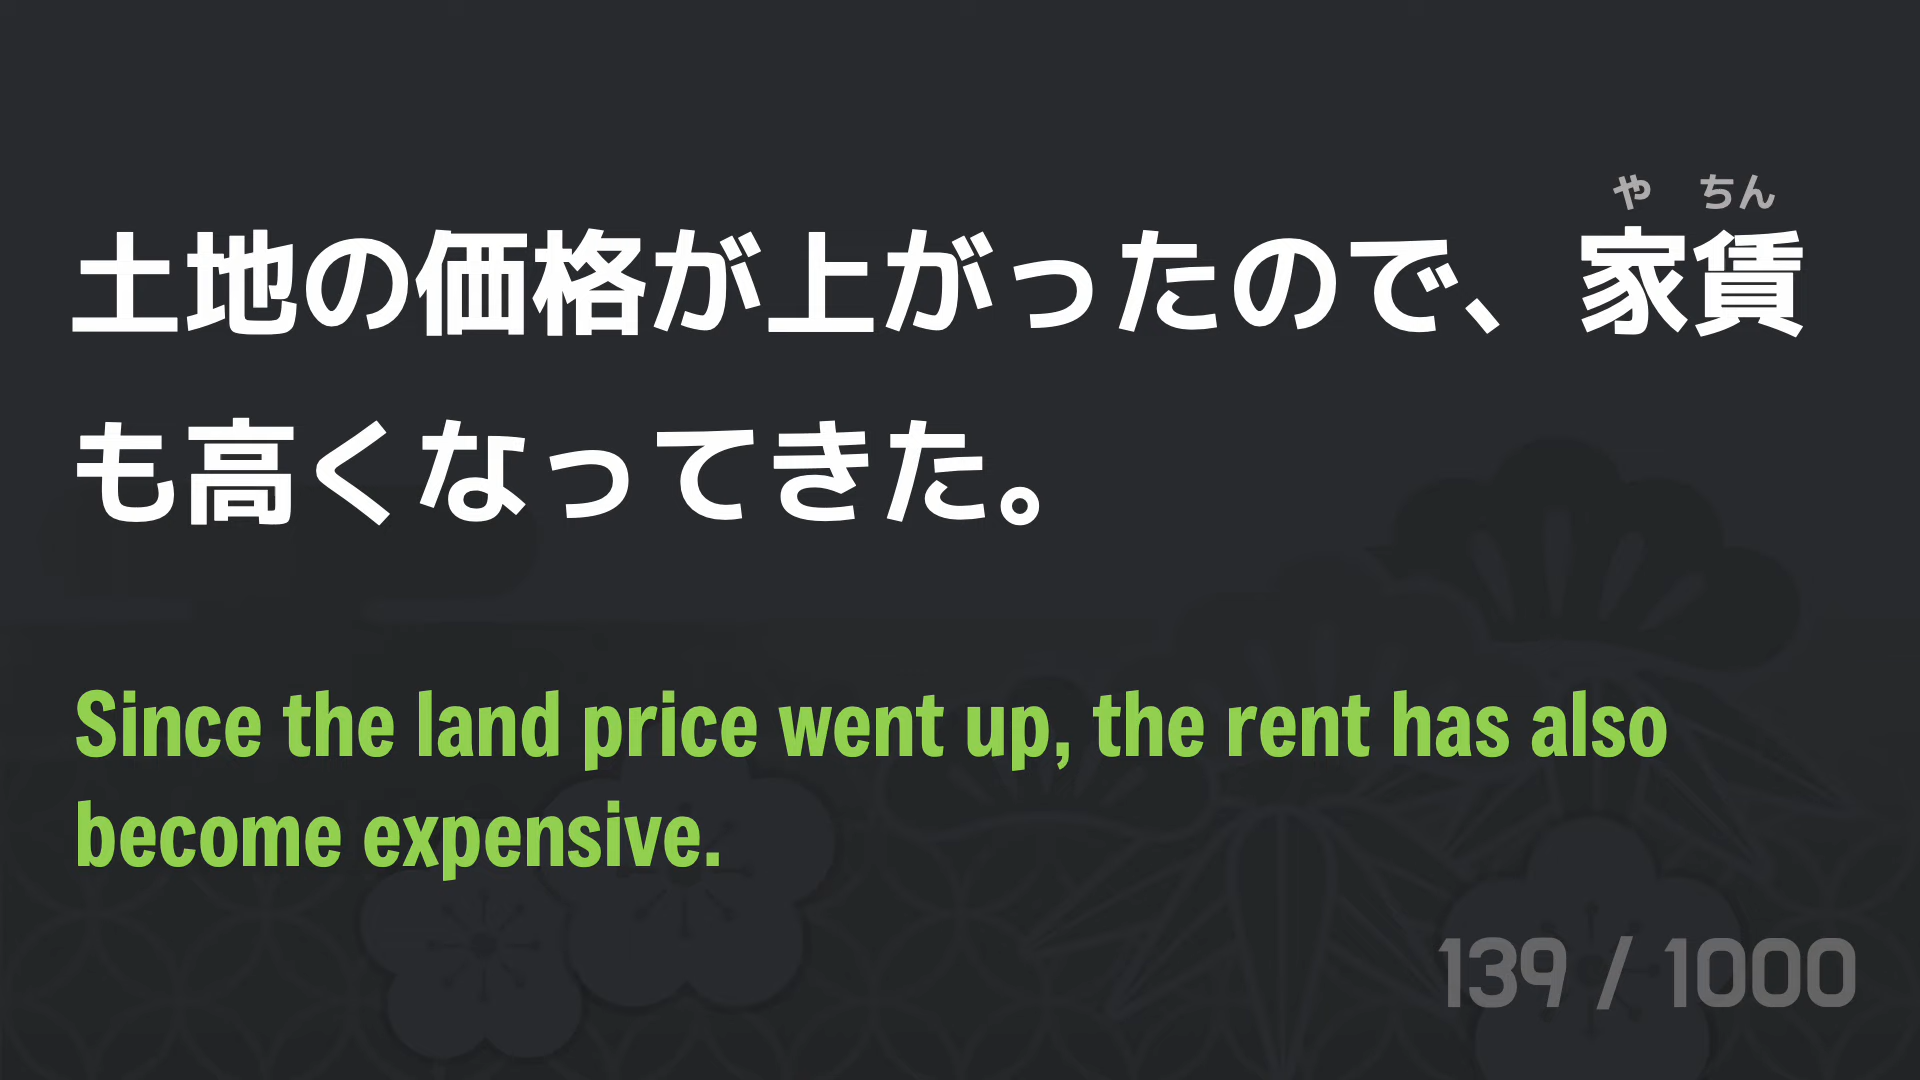 や ちん
土地の価格が上がったので、家賃
も高くなってきた。
Since the land price went up, the rent has also
become expensive.
139 / 1000